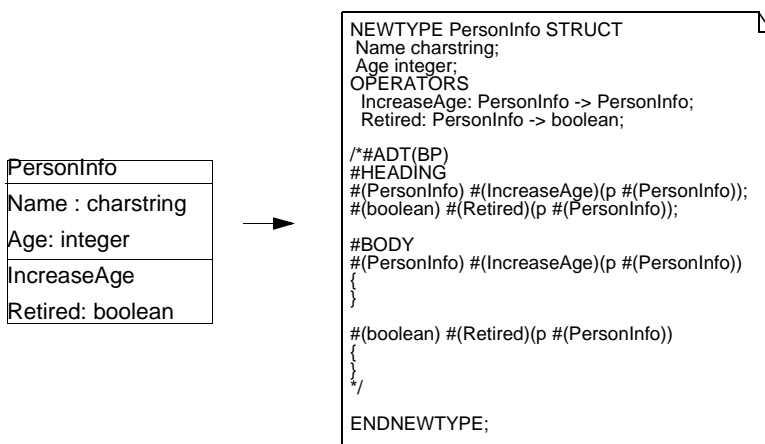 PersonInfo
Name : charstring
Age: integer
IncreaseAge
Retired: boolean
NEWTYPE PersonInfo STRUCT
Name charstring;
Age integer;
OPERATORS
IncreaseAge: PersonInfo -> PersonInfo;
Retired: PersonInfo -> boolean;
/*#ADT(BP)
#HEADING
#(PersonInfo) #(IncreaseAge)(p #(PersonInfo));
#(boolean) #(Retired)(p #(PersonInfo));
#BODY
#(PersonInfo) #(IncreaseAge)(p #(PersonInfo))
{
}
#(boolean) #(Retired)(p #(PersonInfo))
{
}
*/
ENDNEWTYPE;